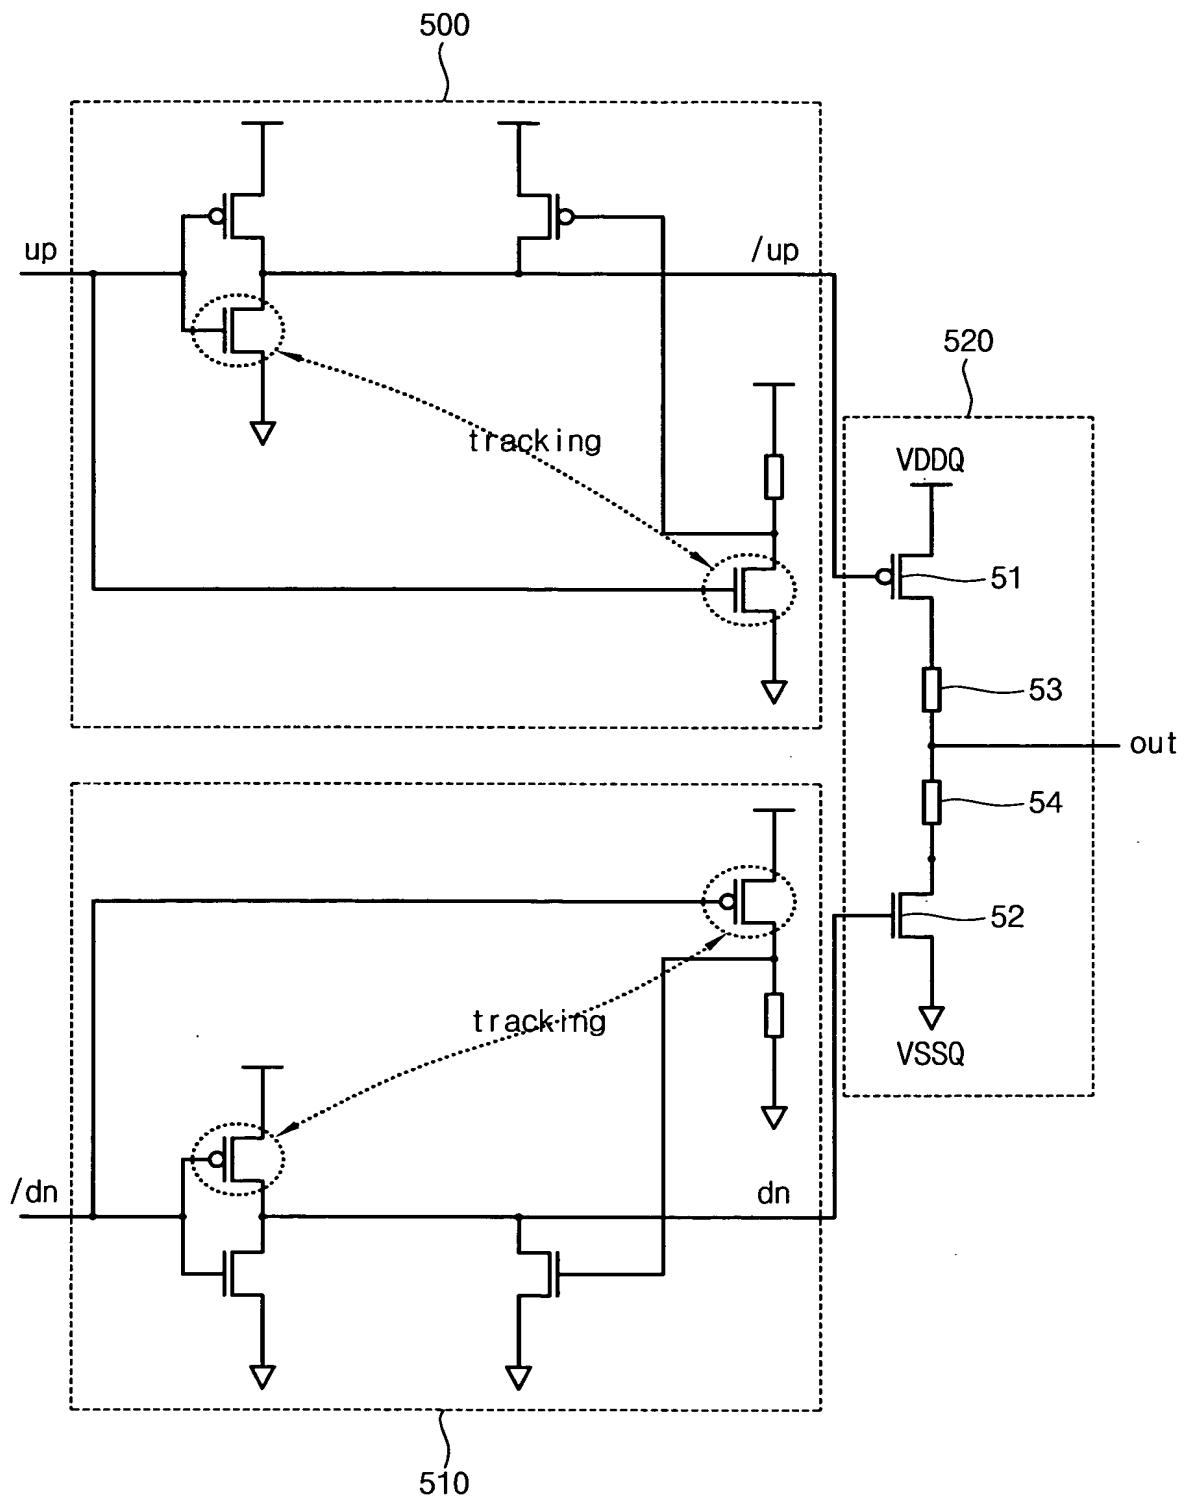 500
up
/up
tracking
520
VDDQ
51
53
out
54
52
VSSQ
tracking
/dn
dn
510